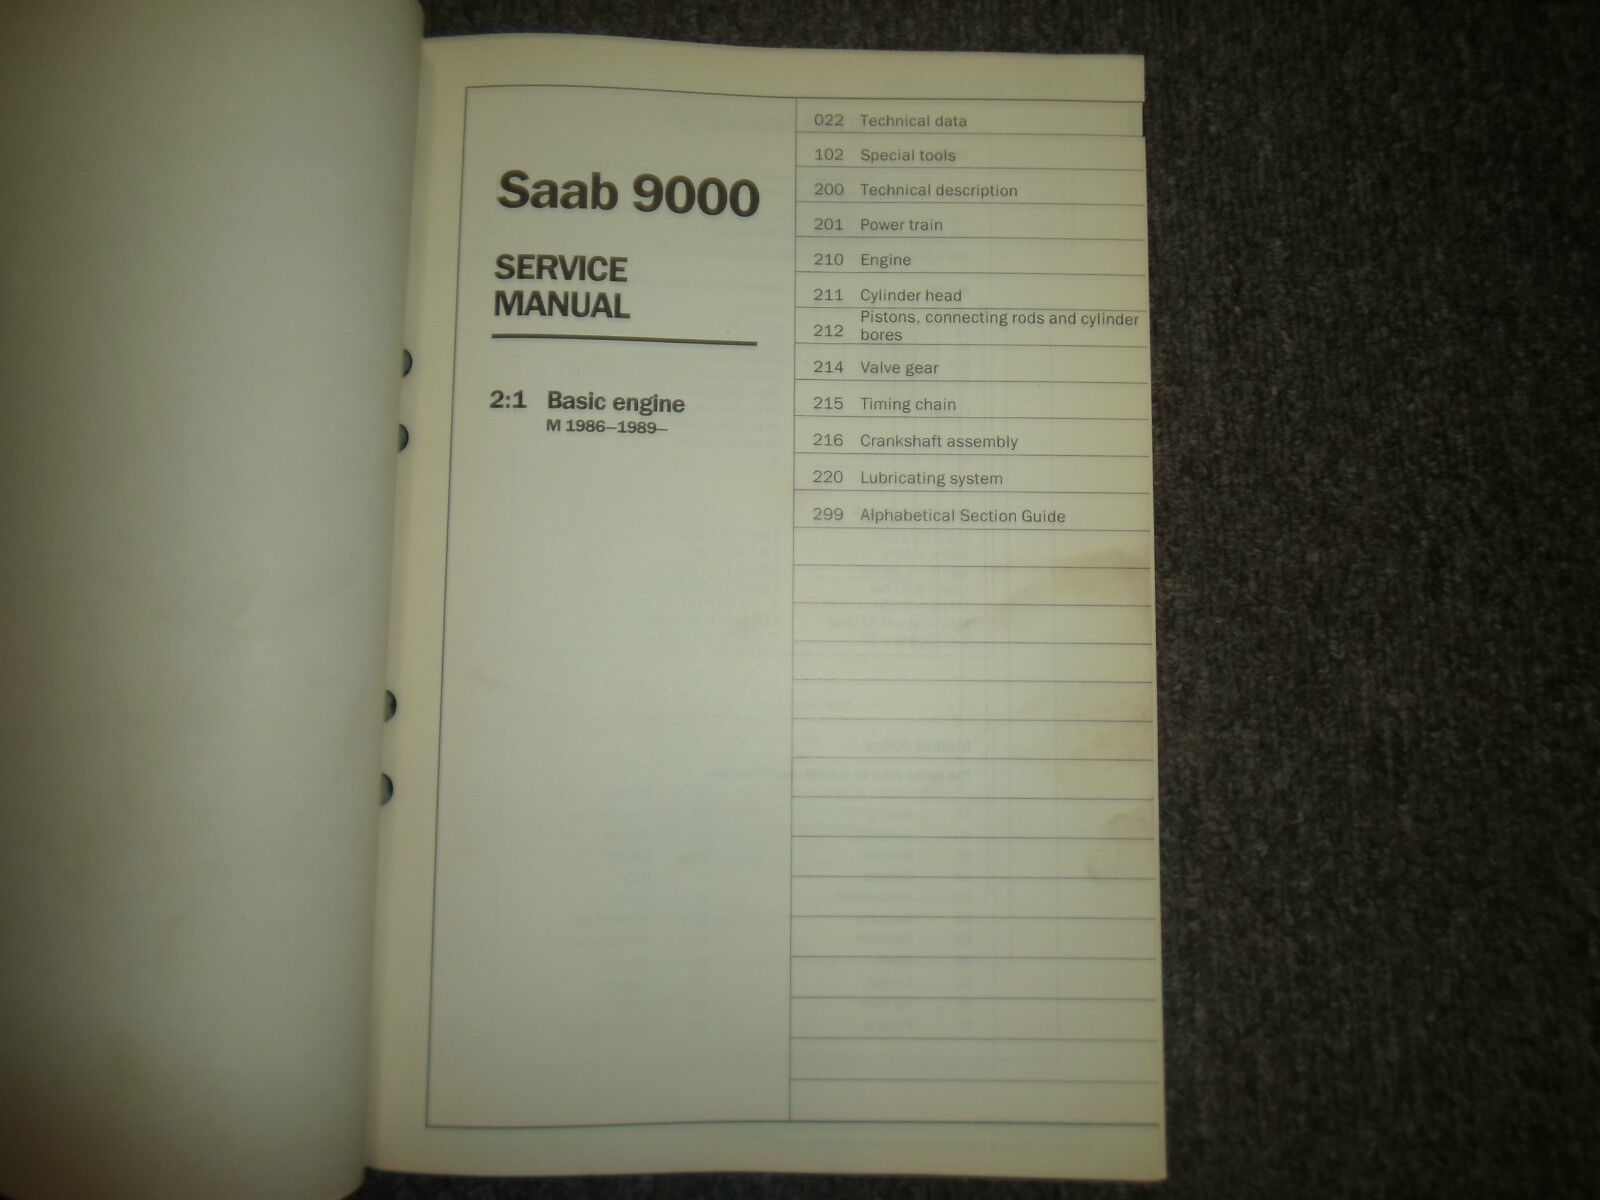 Saab 9000
SERVICE
MANUAL
2:1 Basic engine
M 1986–1989–
022 Technical data
102 Special tools
200 Technical description
201 Power train
210 Engine
211 Cylinder head
212 Pistons, connecting rods and cylinder
bores
214 Valve gear
215 Timing chain
216 Crankshaft assembly
220 Lubricating system
299 Alphabetical Section Guide